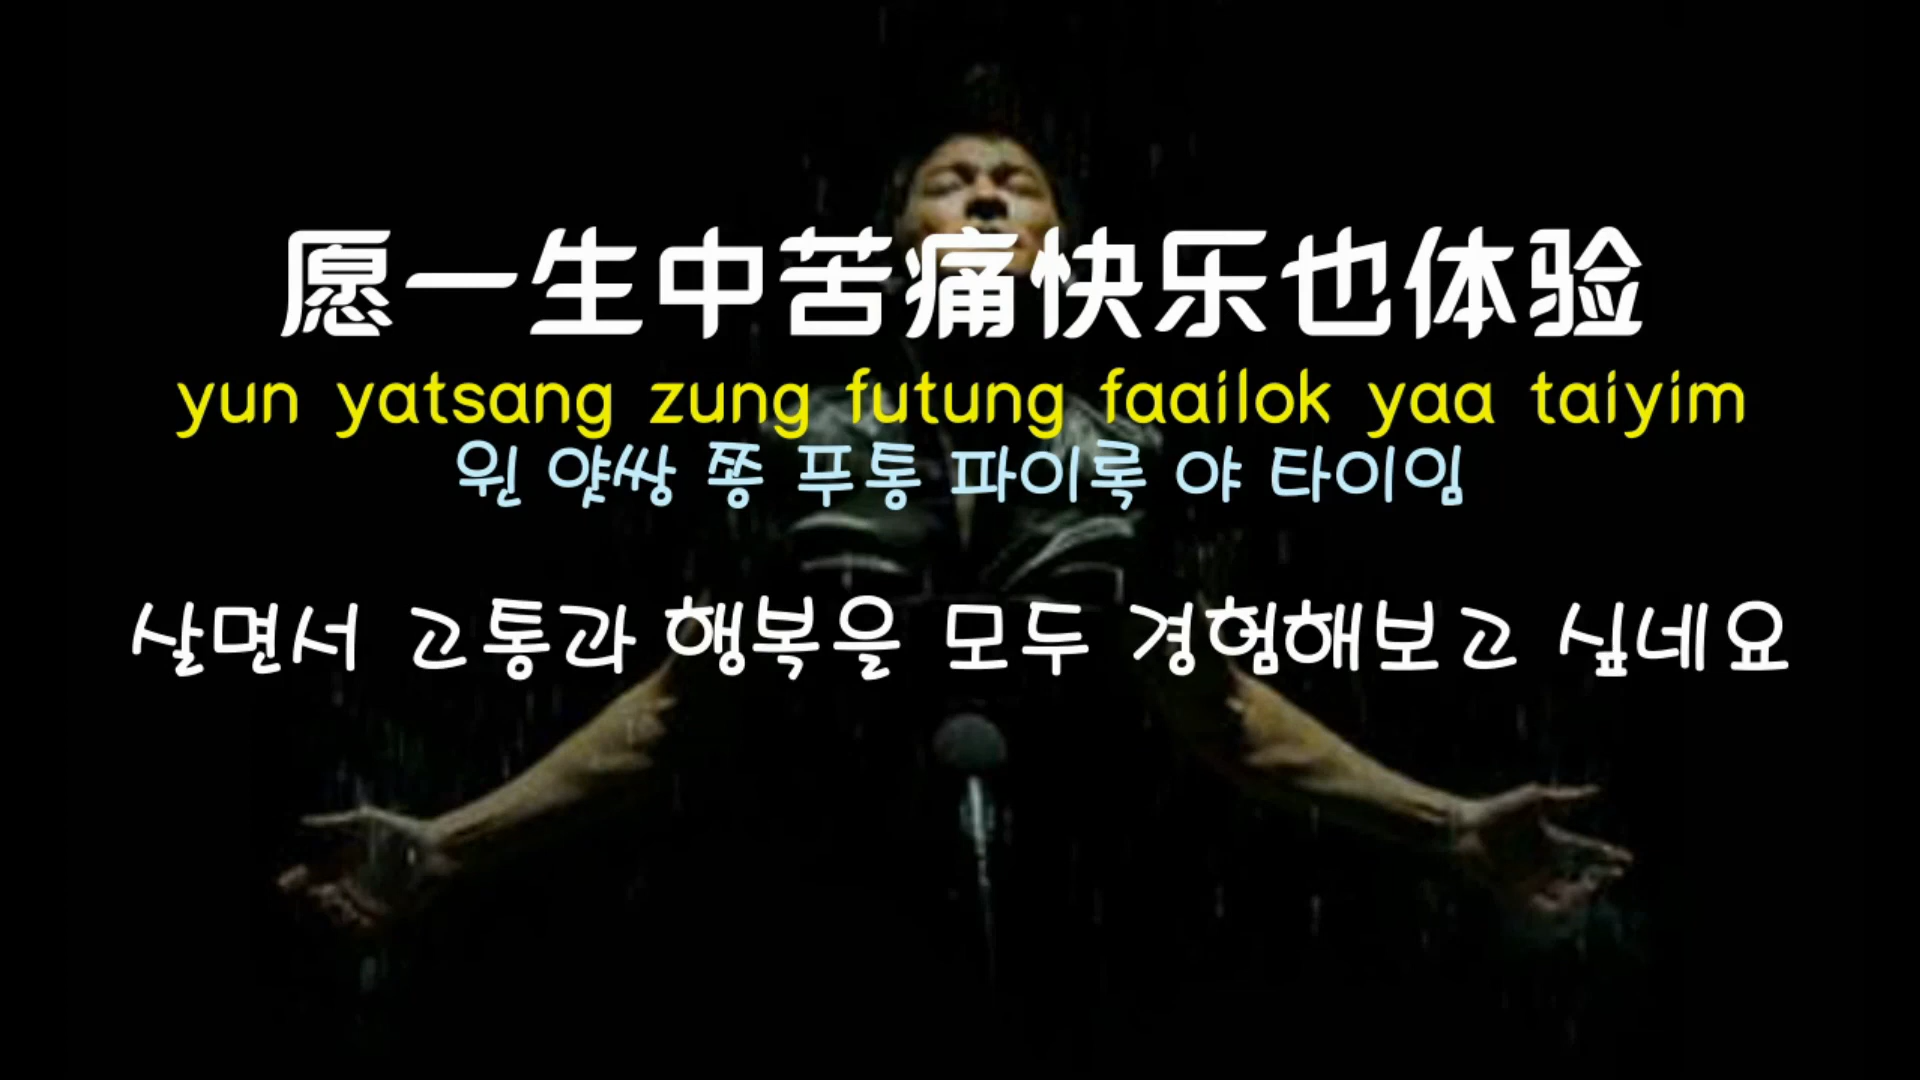 愿一生中苦痛快乐也体验
yun yatsang zung futung faailok yaa taiyim
윈 얏쌍 쫑 푸통 파이록 야 타이임
살면서 고통과 행복을 모두 경험해보고 싶네요